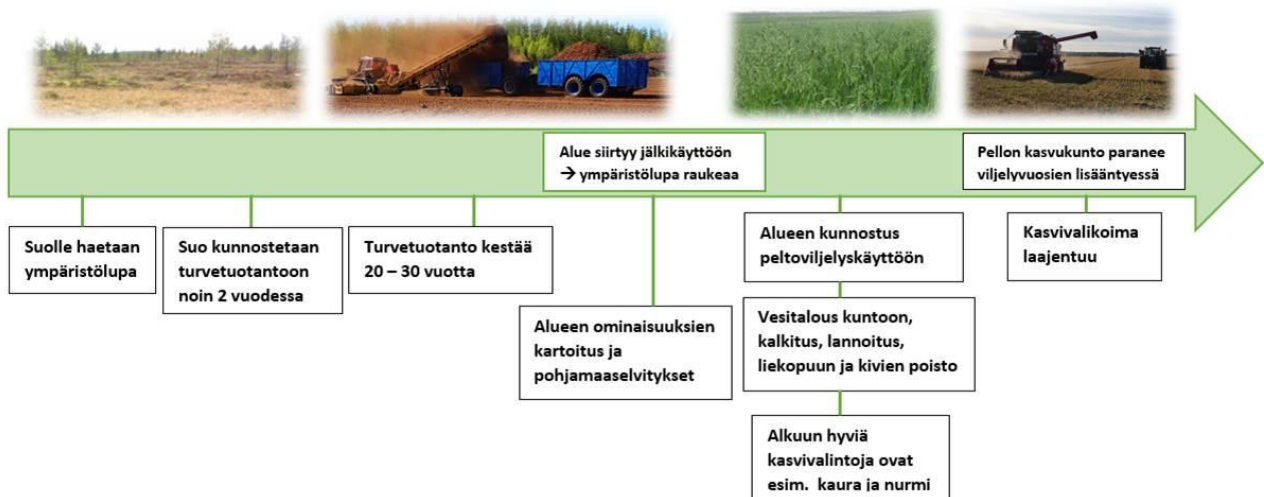 Alue siirtyy jälkikäyttöön
→ ympäristölupa raukeaa
Pellon kasvukunto paranee
viljelyvuosien lisääntyessä
Suolle haetaan
ympäristölupa
Suo kunnostetaan
turvetuotantoon
noin 2 vuodessa
Turvetuotanto kestää
20 – 30 vuotta
Alueen ominaisuuksien
kartoitus ja
pohjamaaselvitykset
Alueen kunnostus
peltoviljelyskäyttöön
Vesitalous kuntoon,
kalkitus, lannoitus,
liekopuun ja kivien poisto
Alkuun hyviä
kasvivalintoja ovat
esim. kaura ja nurmi
Kasvivalikoima
laajentuu